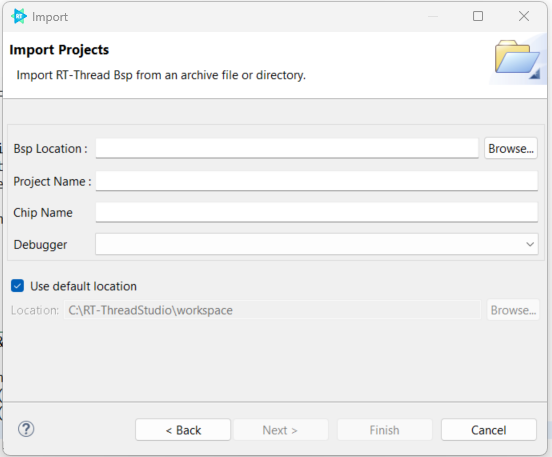 Import
Import Projects
Import RT-Thread Bsp from an archive file or directory.
Bsp Location :
Browse...
Project Name :
Chip Name
Debugger
Use default location
Location: C:\RT-ThreadStudio\workspace
Browse...
< Back
Next >
Finish
Cancel